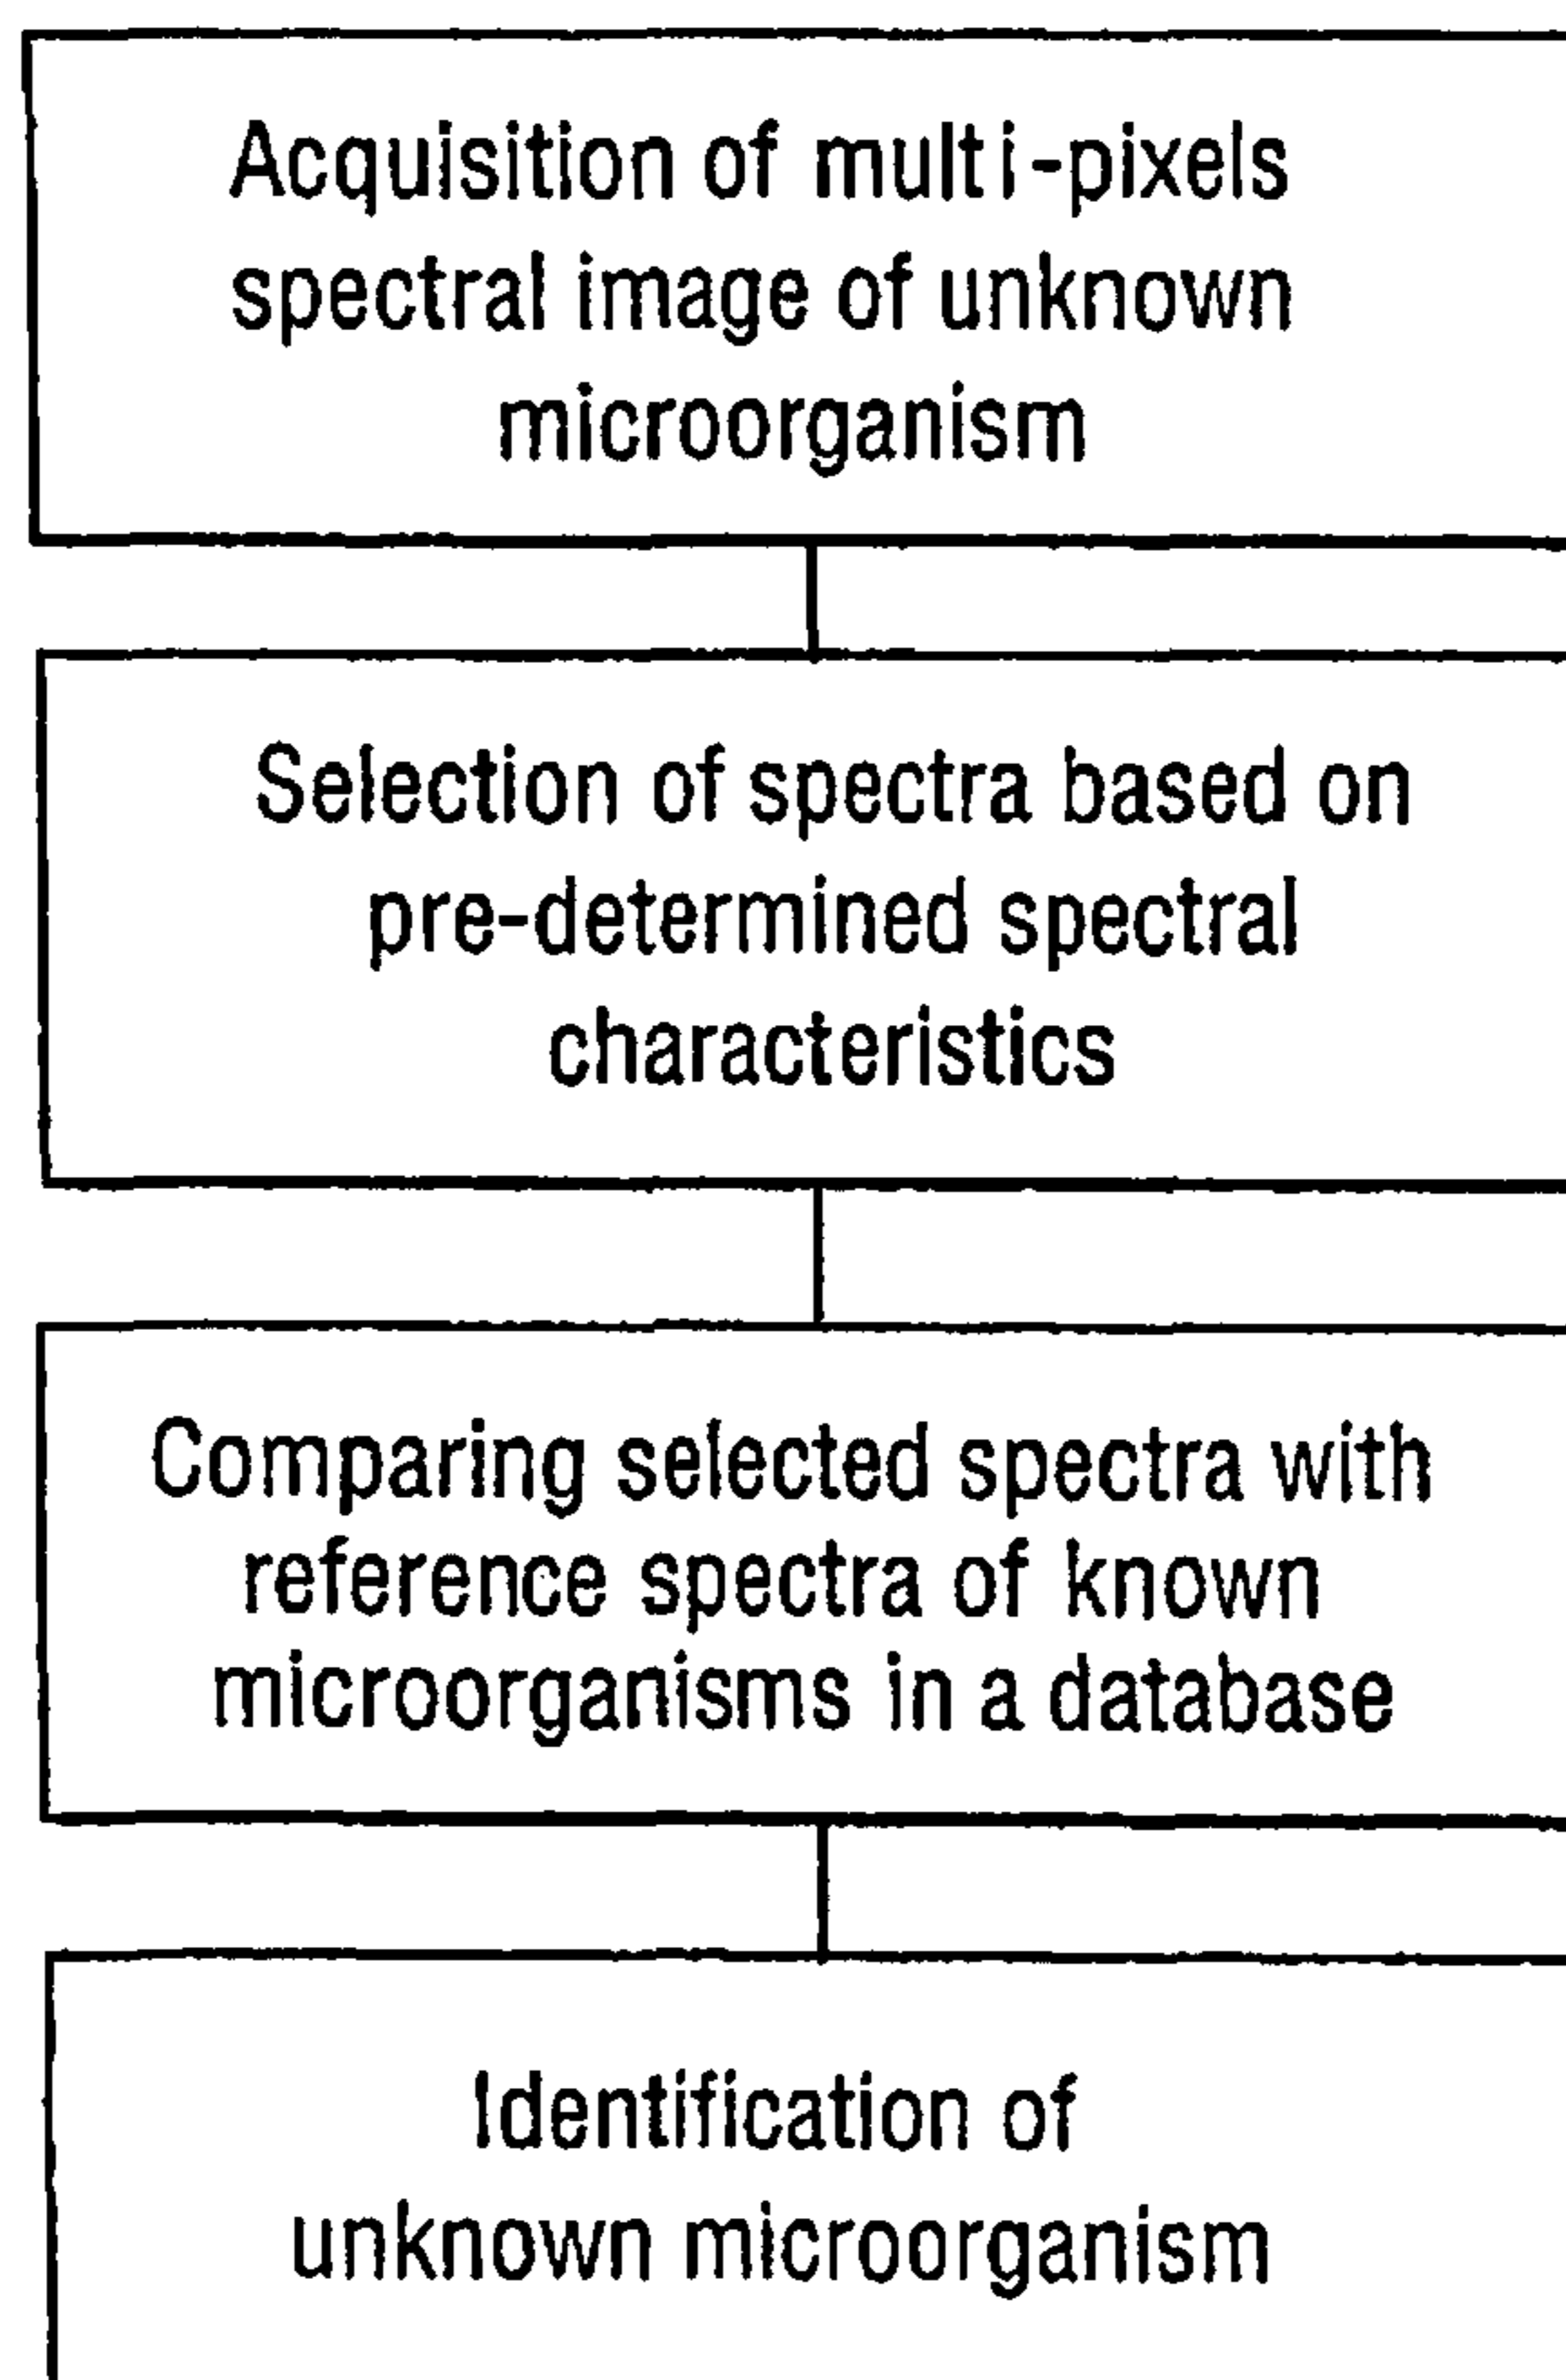 Acquisition of multi-pixels
spectral image of unknown
microorganism
Selection of spectra based on
pre-determined spectral
characteristics
Comparing selected spectra with
reference spectra of known
microorganisms in a database
Identification of
unknown microorganism